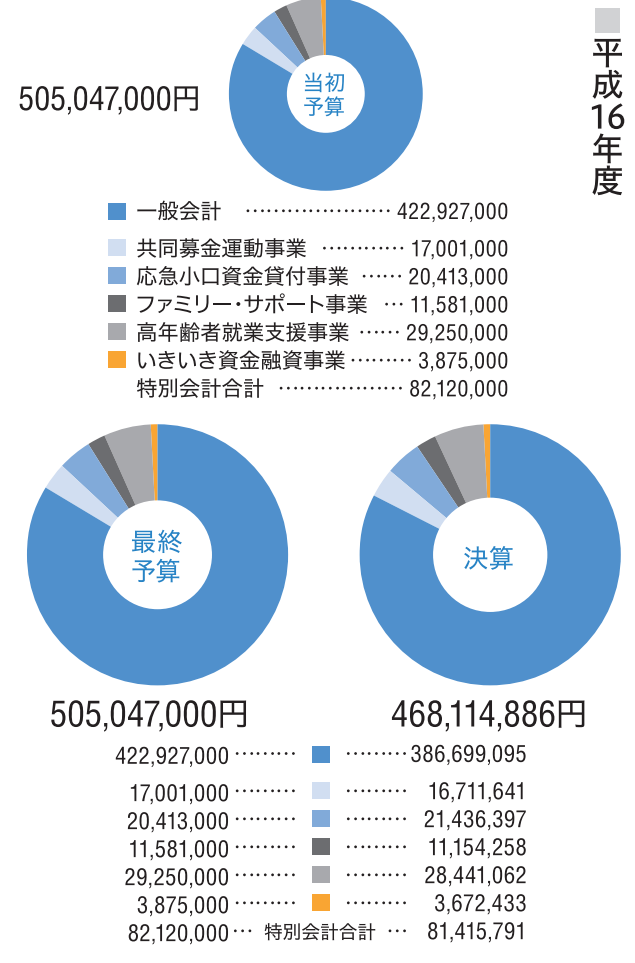 平成16年度
505,047,000円
当初
予算
一般会計 ………………… 422,927,000
共同募金運動事業 ………… 17,001,000
応急小口資金貸付事業 …… 20,413,000
ファミリー・サポート事業 … 11,581,000
高年齢者就業支援事業 …… 29,250,000
いきいき資金融資事業 ……… 3,875,000
特別会計合計 ……………… 82,120,000
最終
予算
決算
505,047,000円
468,114,886円
422,927,000 ……… ……… 386,699,095
17,001,000 ……… ……… 16,711,641
20,413,000 ……… ……… 21,436,397
11,581,000 ……… ……… 11,154,258
29,250,000 ……… ……… 28,441,062
3,875,000 ……… ……… 3,672,433
82,120,000 … 特別会計合計 … 81,415,791